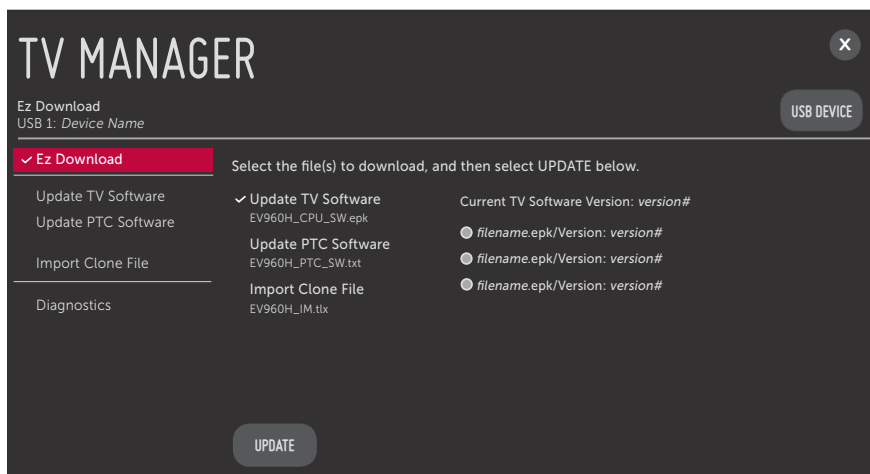 TV MANAGER
X
Ez Download
USB 1: Device Name
USB DEVICE
Ez Download
Update TV Software
Update PTC Software
Import Clone File
Diagnostics
Select the file(s) to download, and then select UPDATE below.
Update TV Software
EV960H_CPU_SW.epk
Update PTC Software
EV960H_PTC_SW.txt
Import Clone File
EV960H_IM.tlx
Current TV Software Version: version#
filename.epk/Version: version#
filename.epk/Version: version#
filename.epk/Version: version#
UPDATE